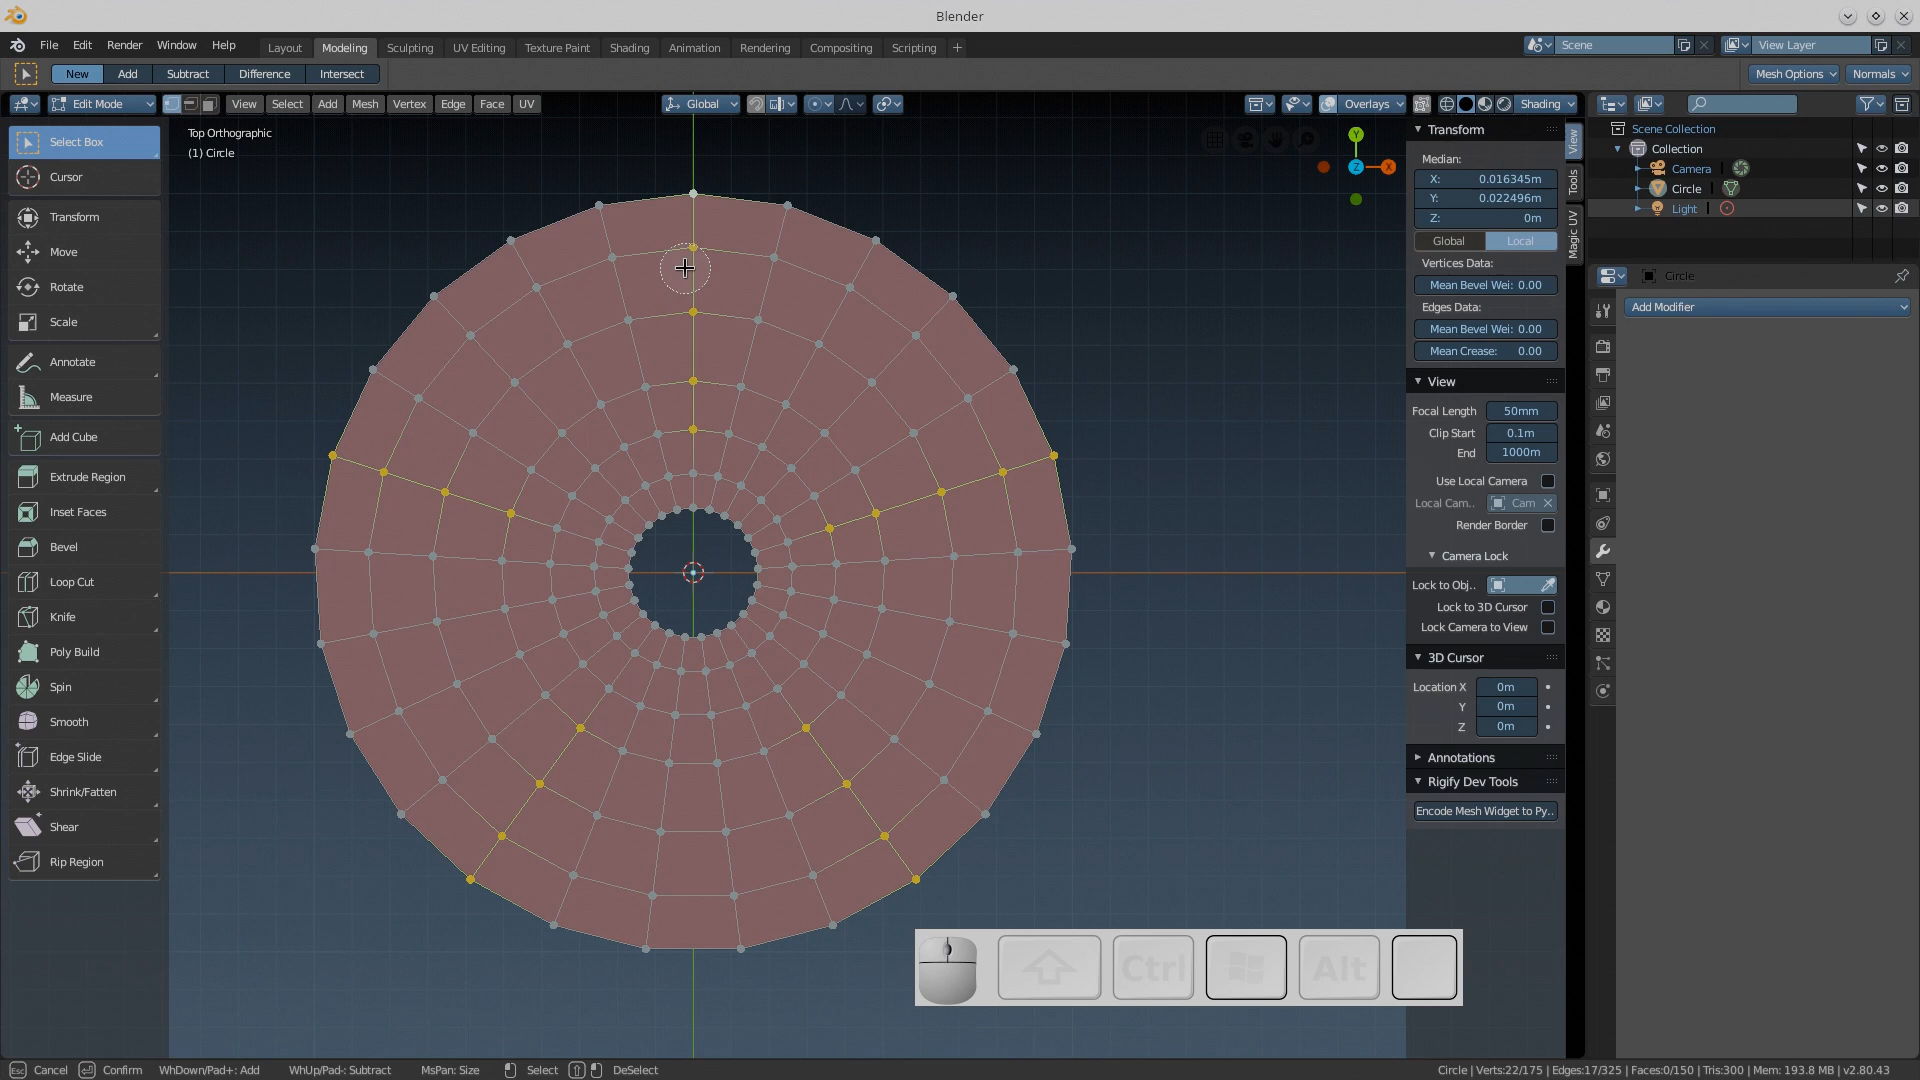 Blender
File Edit Render Window Help Layout Modeling Sculpting UV Editing Texture Paint Shading Animation Rendering Compositing Scripting + Scene View Layer
New Add Subtract Difference Intersect Mesh Options Normals
Edit Mode View Select Add Mesh Vertex Edge Face UV Global Overlays Shading
Select Box
Cursor
Transform
Move
Rotate
Scale
Annotate
Measure
Add Cube
Extrude Region
Inset Faces
Bevel
Loop Cut
Knife
Poly Build
Spin
Smooth
Edge Slide
Shrink/Fatten
Shear
Rip Region
Top Orthographic
(1) Circle
Y
Z
X
Ctrl
Alt
Transform
Median:
X: 0.016345m
Y: 0.022496m
Z: 0m
Global Local
Vertices Data:
Mean Bevel Wei: 0.00
Edges Data:
Mean Bevel Wei: 0.00
Mean Crease: 0.00
View
Focal Length 50mm
Clip Start 0.1m
End 1000m
Use Local Camera
Local Cam.. Cam
Render Border
Camera Lock
Lock to Obj..
Lock to 3D Cursor
Lock Camera to View
3D Cursor
Location X 0m
Y 0m
Z 0m
Annotations
Rigify Dev Tools
Encode Mesh Widget to Py..
View
Tools
Magic UV
Scene Collection
Collection
Camera
Circle
Light
Circle
Add Modifier
Esc Cancel Confirm WhDown/Pad+: Add WhUp/Pad-: Subtract MsPan: Size Select DeSelect
Circle | Verts:22/175 | Edges:17/325 | Faces:0/150 | Tris:300 | Mem: 193.8 MB | v2.80.43